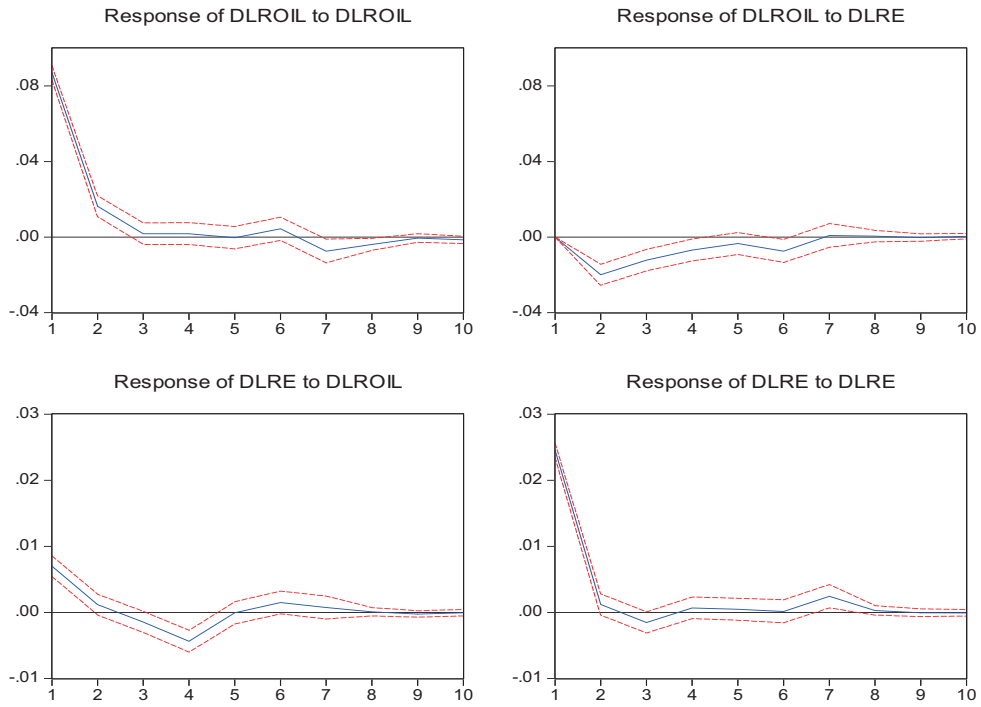 Response of DLROIL to DLROIL
.08
.04
.00
-.04
1 2 3 4 5 6 7 8 9 10
Response of DLROIL to DLRE
.08
.04
.00
-.04
1 2 3 4 5 6 7 8 9 10
Response of DLRE to DLROIL
.03
.02
.01
.00
-.01
1 2 3 4 5 6 7 8 9 10
Response of DLRE to DLRE
.03
.02
.01
.00
-.01
1 2 3 4 5 6 7 8 9 10